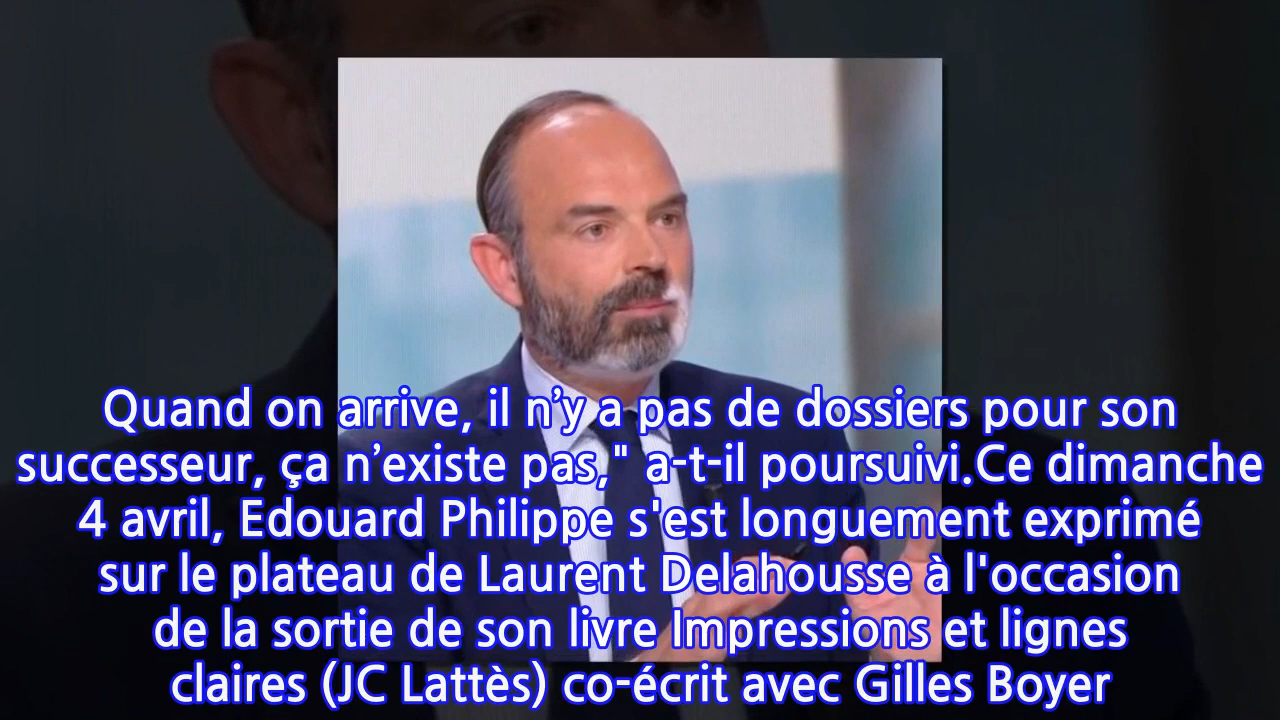 Quand on arrive, il n’y a pas de dossiers pour son
successeur, ça n’existe pas," a-t-il poursuivi.Ce dimanche
4 avril, Edouard Philippe s'est longuement exprimé
sur le plateau de Laurent Delahousse à l'occasion
de la sortie de son livre Impressions et lignes
claires (JC Lattès) co-écrit avec Gilles Boyer